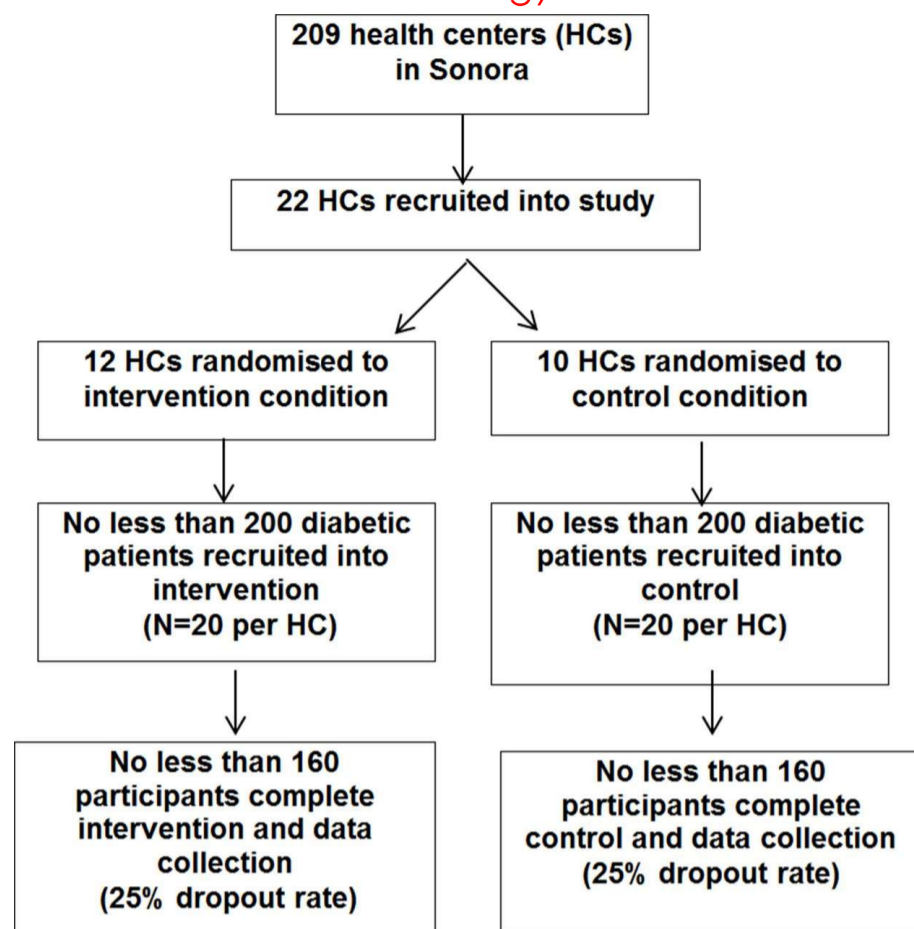 209 health centers (HCs)
in Sonora
22 HCs recruited into study
12 HCs randomised to
intervention condition
10 HCs randomised to
control condition
No less than 200 diabetic
patients recruited into
intervention
(N=20 per HC)
No less than 200 diabetic
patients recruited into
control
(N=20 per HC)
No less than 160
participants complete
intervention and data
collection
(25% dropout rate)
No less than 160
participants complete
control and data collection
(25% dropout rate)